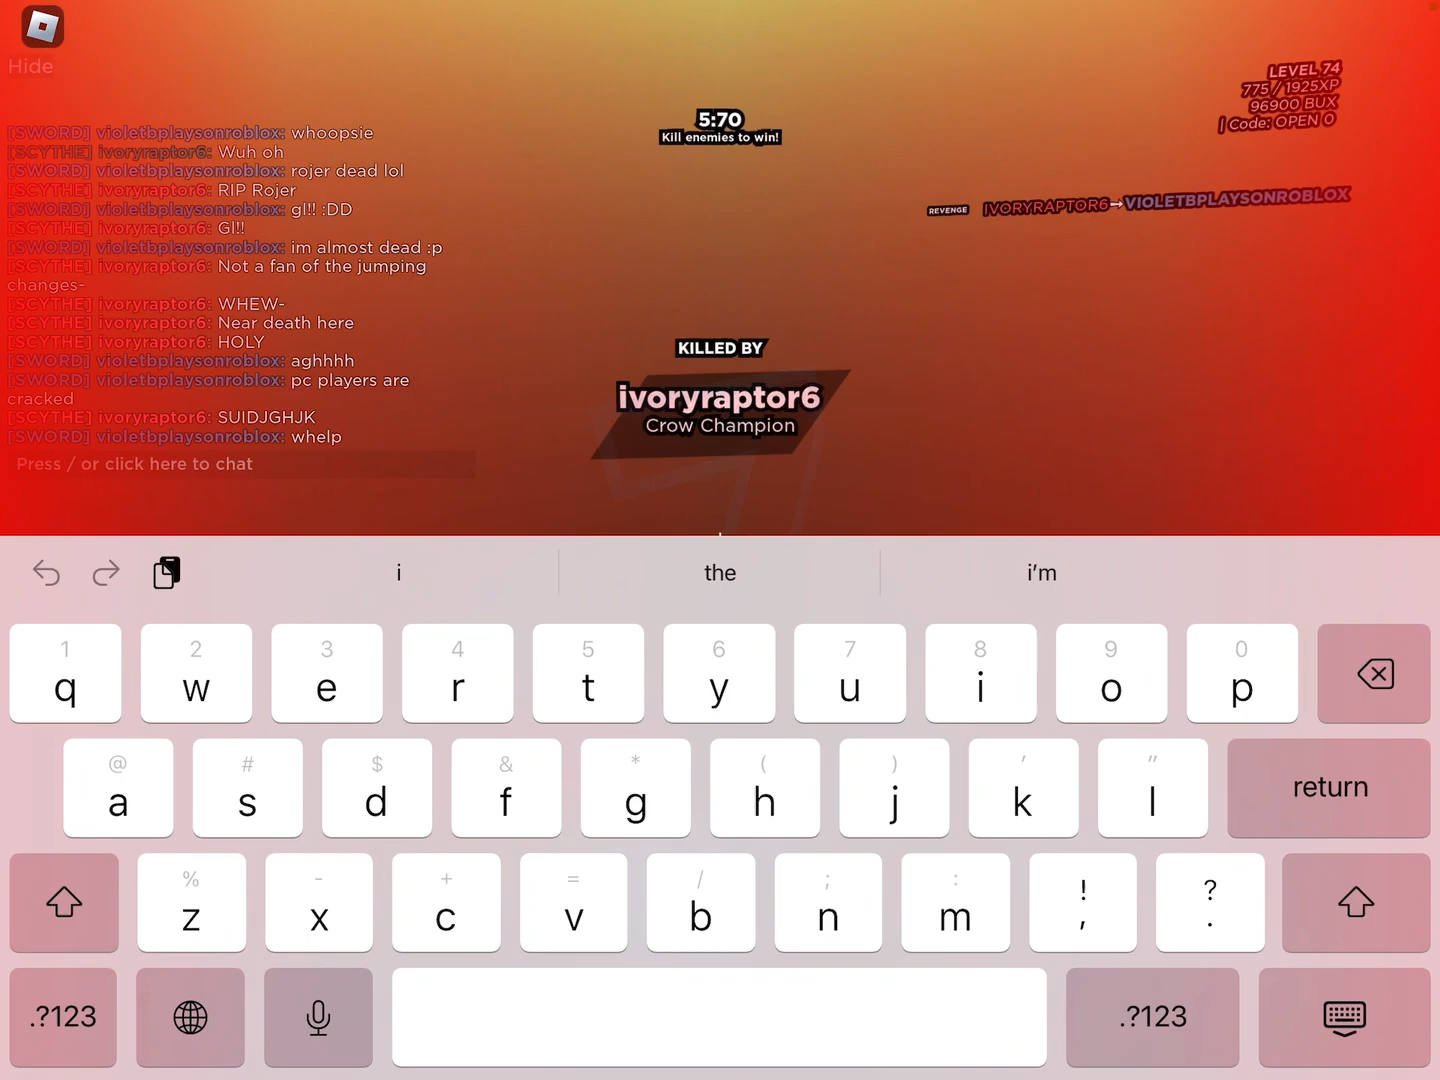 Hide
LEVEL 74
775 / 1925XP
96900 BUX
| Code: OPEN 0
5:70
Kill enemies to win!
REVENGE IVORYRAPTOR6→VIOLETBPLAYSONROBLOX
[SWORD] violetbplaysonroblox: whoopsie
[SCYTHE] ivoryraptor6: Wuh oh
[SWORD] violetbplaysonroblox: rojer dead lol
[SCYTHE] ivoryraptor6: RIP Rojer
[SWORD] violetbplaysonroblox: gl!! :DD
[SCYTHE] ivoryraptor6: Gl!!
[SWORD] violetbplaysonroblox: im almost dead :p
[SCYTHE] ivoryraptor6: Not a fan of the jumping
changes-
[SCYTHE] ivoryraptor6: WHEW-
[SCYTHE] ivoryraptor6: Near death here
[SCYTHE] ivoryraptor6: HOLY
[SWORD] violetbplaysonroblox: aghhhh
[SWORD] violetbplaysonroblox: pc players are
cracked
[SCYTHE] ivoryraptor6: SUIDJGHJK
[SWORD] violetbplaysonroblox: whelp
Press / or click here to chat
KILLED BY
ivoryraptor6
Crow Champion
i the i'm
1 2 3 4 5 6 7 8 9 0
q w e r t y u i o p
@ # $ & * ( ) ' "
a s d f g h j k l return
% - + = / ; : ! ?
z x c v b n m , .
.?123 .?123